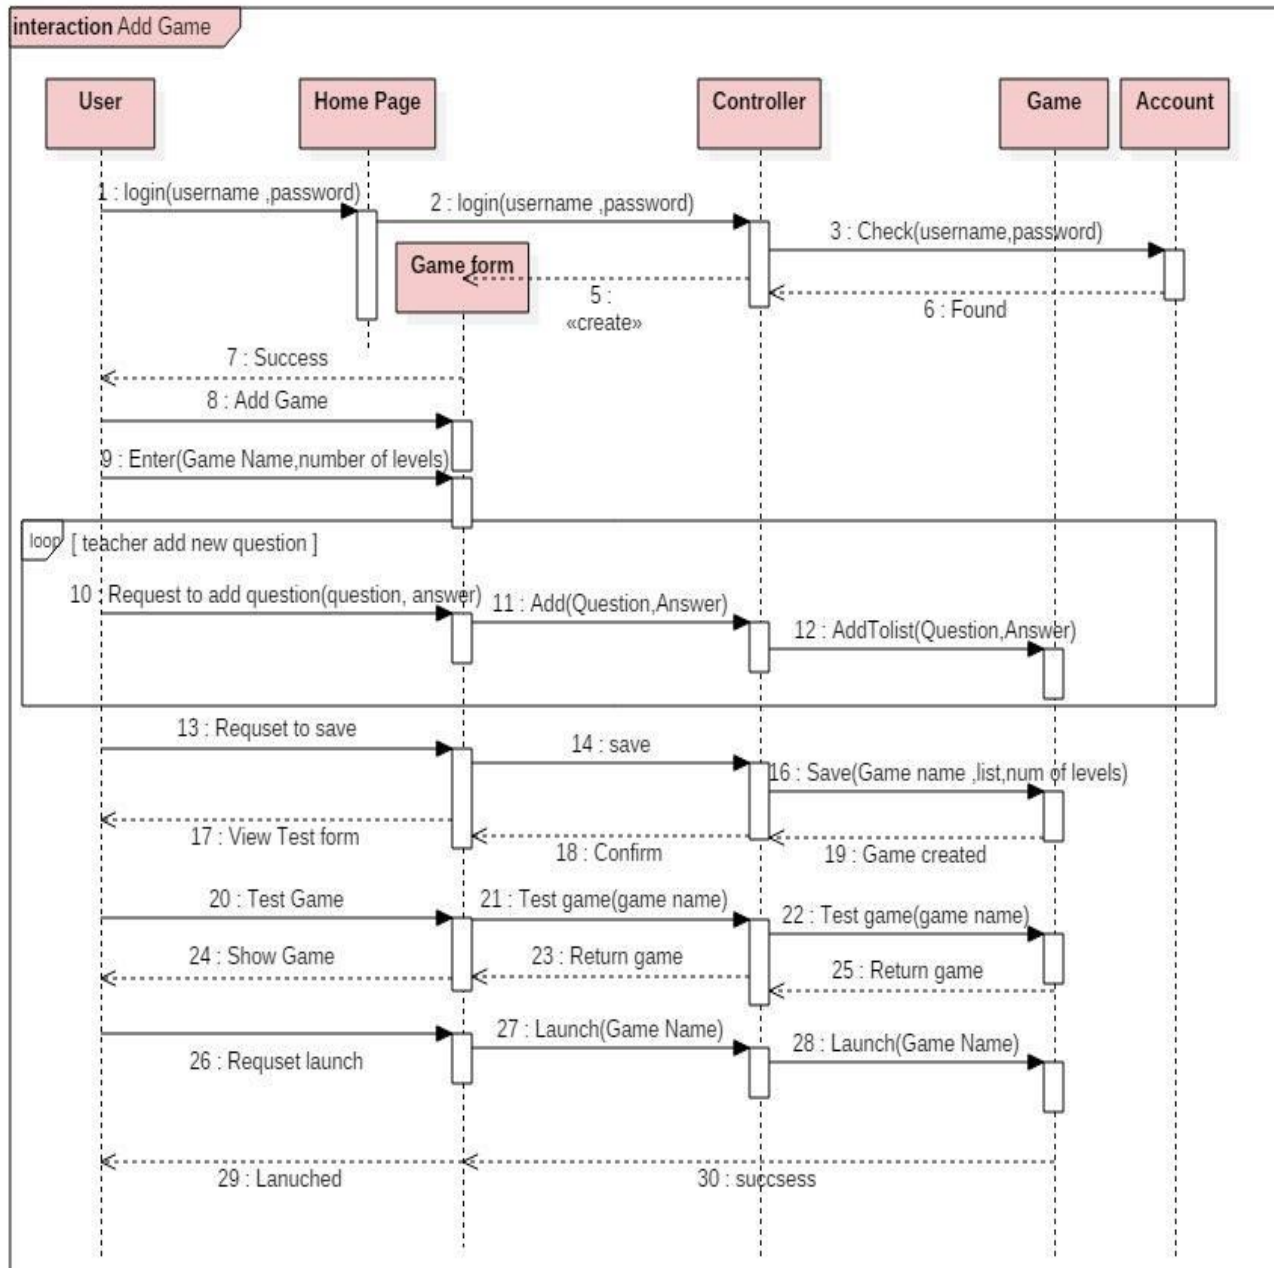 interaction Add Game
User
Home Page
Controller
Game
Account
1 : login(username ,password)
2 : login(username ,password)
3 : Check(username,password)
Game form
5 :
«create»
6 : Found
7 : Success
8 : Add Game
9 : Enter(Game Name,number of levels)
loop
[ teacher add new question ]
10 : Request to add question(question, answer)
11 : Add(Question,Answer)
12 : AddTolist(Question,Answer)
13 : Requset to save
14 : save
16 : Save(Game name ,list,num of levels)
17 : View Test form
18 : Confirm
19 : Game created
20 : Test Game
21 : Test game(game name)
22 : Test game(game name)
24 : Show Game
23 : Return game
25 : Return game
26 : Requset launch
27 : Launch(Game Name)
28 : Launch(Game Name)
29 : Lanuched
30 : succsess